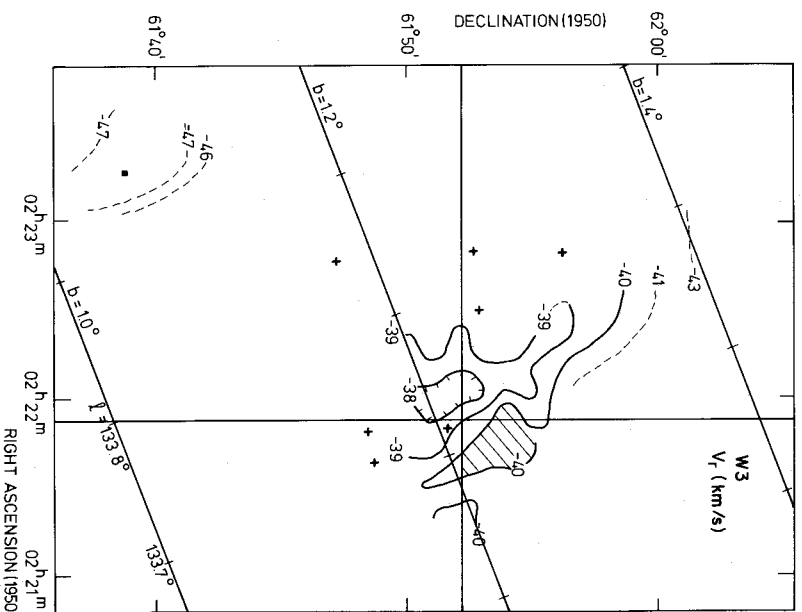 DECLINATION (1950)
61°40'
61°50'
62°00'
b=1.2°
b=1.4°
-47
-47
-46
02ʰ23ᵐ
-43
-41
-40
-39
-39
b=1.0°
-38
02ʰ22ᵐ
l = 133.8°
-39
-40
W3
Vᵣ (km/s)
-40
133.7°
02ʰ21ᵐ
RIGHT ASCENSION (1950